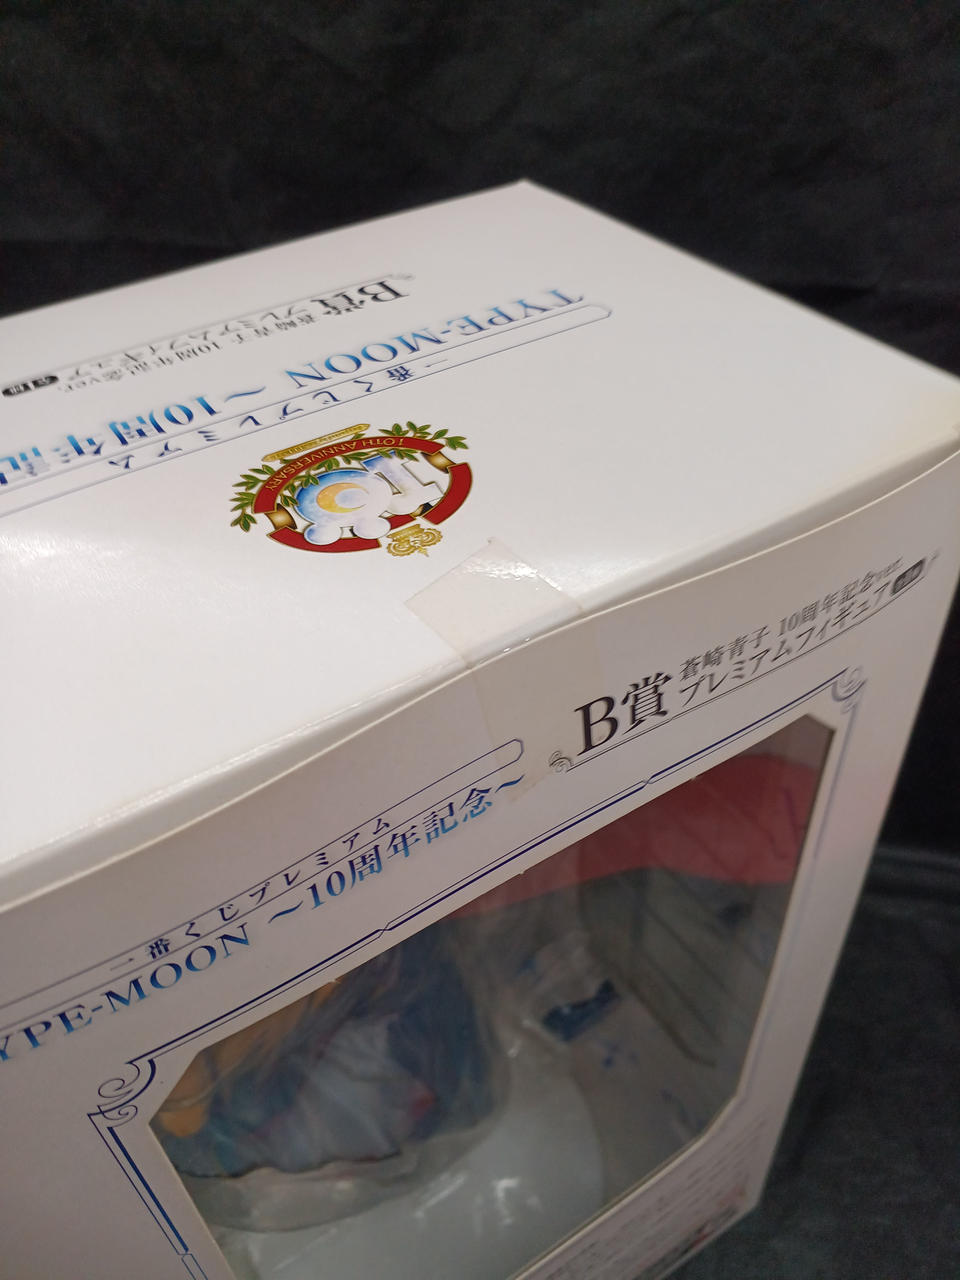 B賞 蒼崎青子 10周年記念ver.
プレミアムフィギュア 全1種
TYPE-MOON ～10周年記
一番くじプレミアム
10TH ANNIVERSARY
B賞 蒼崎青子 10周年記念ver.
プレミアムフィギュア
一番くじプレミアム
YPE-MOON ～10周年記念～